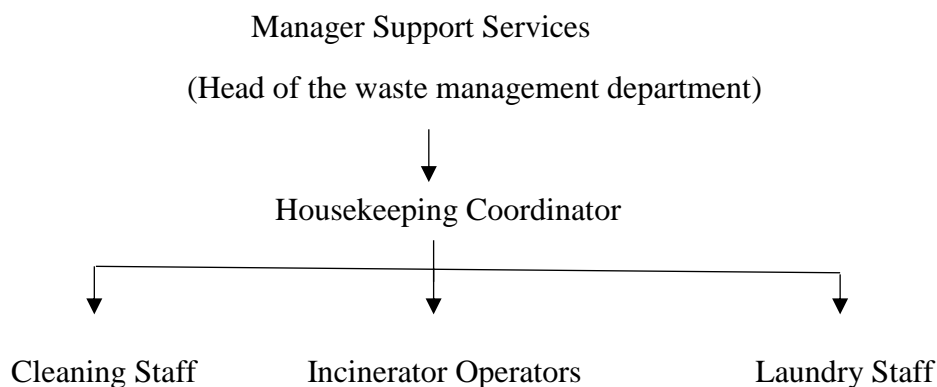 Manager Support Services
(Head of the waste management department)
Housekeeping Coordinator
Cleaning Staff Incinerator Operators Laundry Staff